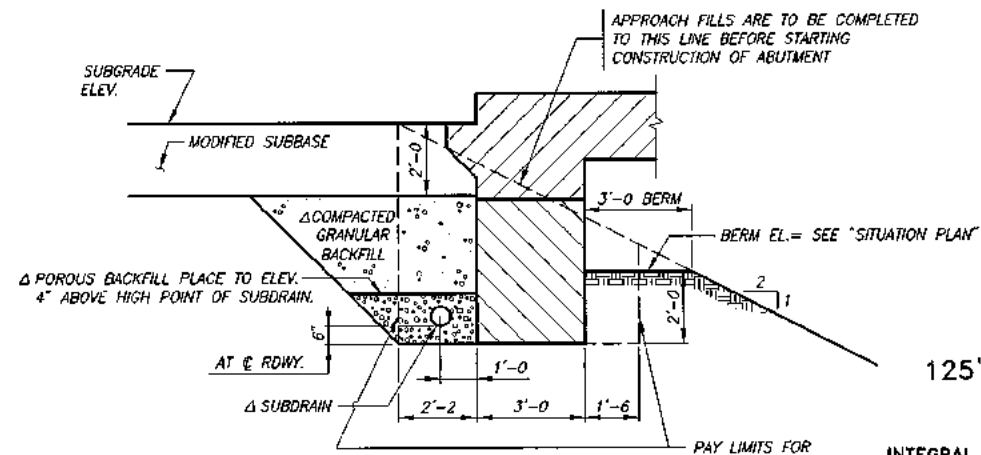 APPROACH FILLS ARE TO BE COMPLETED
TO THIS LINE BEFORE STARTING
CONSTRUCTION OF ABUTMENT
SUBGRADE
ELEV.
MODIFIED SUBBASE
2'-0
3'-0 BERM
Δ COMPACTED
GRANULAR
BACKFILL
BERM EL.= SEE "SITUATION PLAN"
Δ POROUS BACKFILL PLACE TO ELEV.
4" ABOVE HIGH POINT OF SUBDRAIN.
2
1
2'-0
6"
AT ℄ RDWY.
1'-0
125'
Δ SUBDRAIN
2'-2
3'-0
1'-6
PAY LIMITS FOR
INTEGRAL